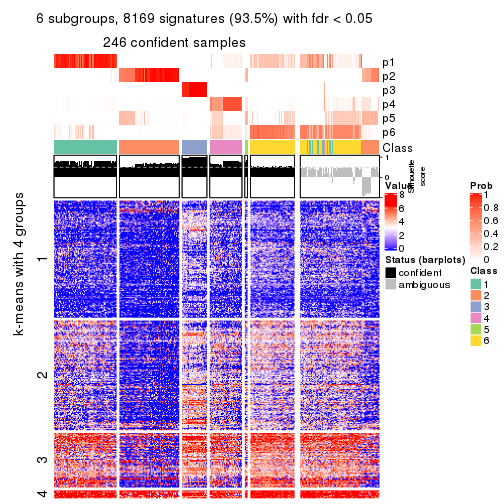 6 subgroups, 8169 signatures (93.5%) with fdr < 0.05
246 confident samples
p1
p2
p3
p4
p5
p6
Class
1
0
Silhouette
score
k-means with 4 groups
1
2
3
4
Value
8
6
4
2
0
Status (barplots)
confident
ambiguous
Prob
1
0.8
0.6
0.4
0.2
0
Class
1
2
3
4
5
6